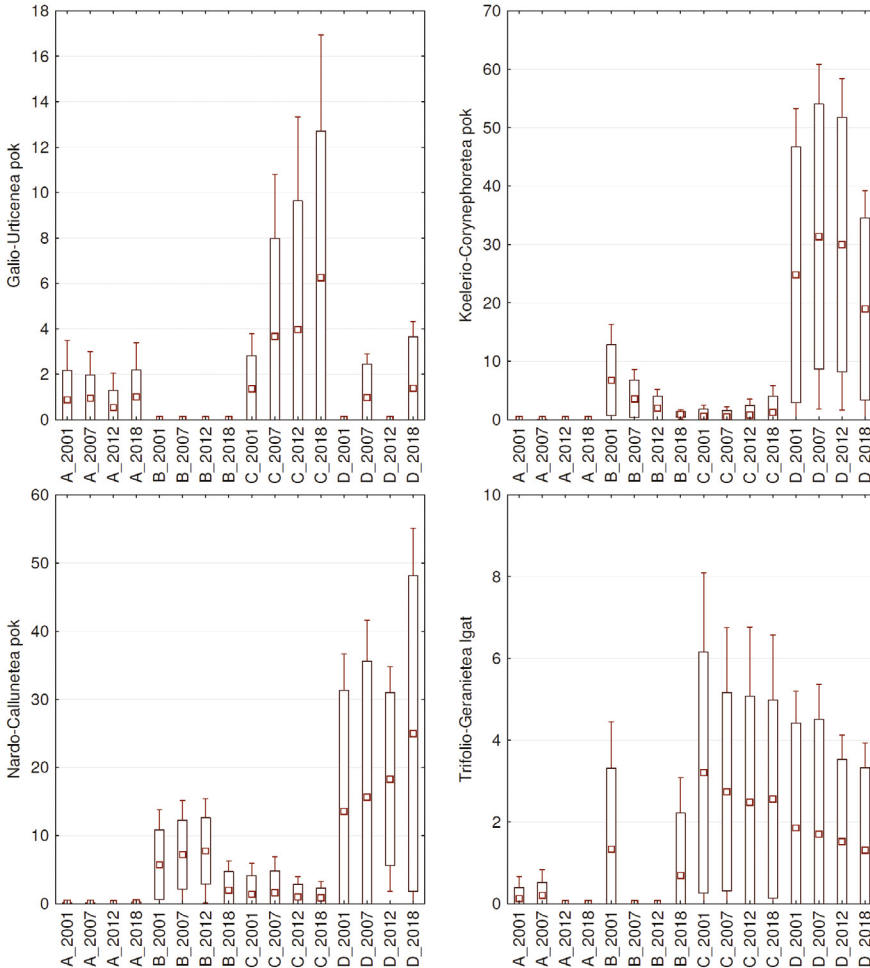 Galio-Urticenea pok
18
16
14
12
10
8
6
4
2
0
A_2001
A_2007
A_2012
A_2018
B_2001
B_2007
B_2012
B_2018
C_2001
C_2007
C_2012
C_2018
D_2001
D_2007
D_2012
D_2018
Koelerio-Corynephoretea pok
70
60
50
40
30
20
10
0
A_2001
A_2007
A_2012
A_2018
B_2001
B_2007
B_2012
B_2018
C_2001
C_2007
C_2012
C_2018
D_2001
D_2007
D_2012
D_2018
Nardo-Callunetea pok
60
50
40
30
20
10
0
A_2001
A_2007
A_2012
A_2018
B_2001
B_2007
B_2012
B_2018
C_2001
C_2007
C_2012
C_2018
D_2001
D_2007
D_2012
D_2018
Trifolio-Geranietea lgat
10
8
6
4
2
0
A_2001
A_2007
A_2012
A_2018
B_2001
B_2007
B_2012
B_2018
C_2001
C_2007
C_2012
C_2018
D_2001
D_2007
D_2012
D_2018